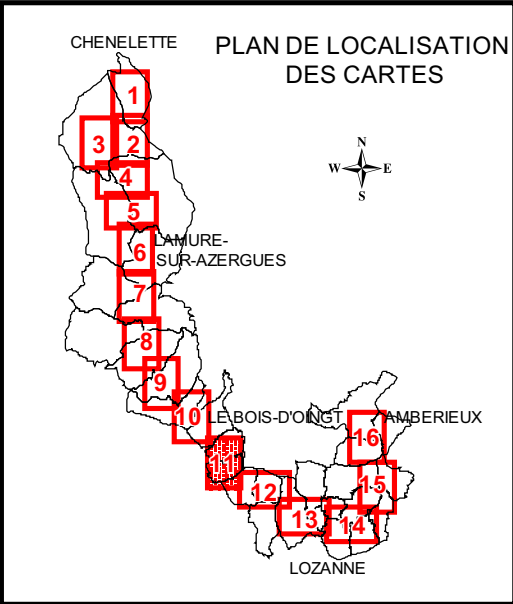 CHENELETTE
PLAN DE LOCALISATION
DES CARTES
1
N
W E
S
3 2
4
5
6 LAMURE-
SUR-AZERGUES
7
8
9
10 LE-BOIS-D'OINGT AMBERIEUX
16
11
15
12
13 14
LOZANNE